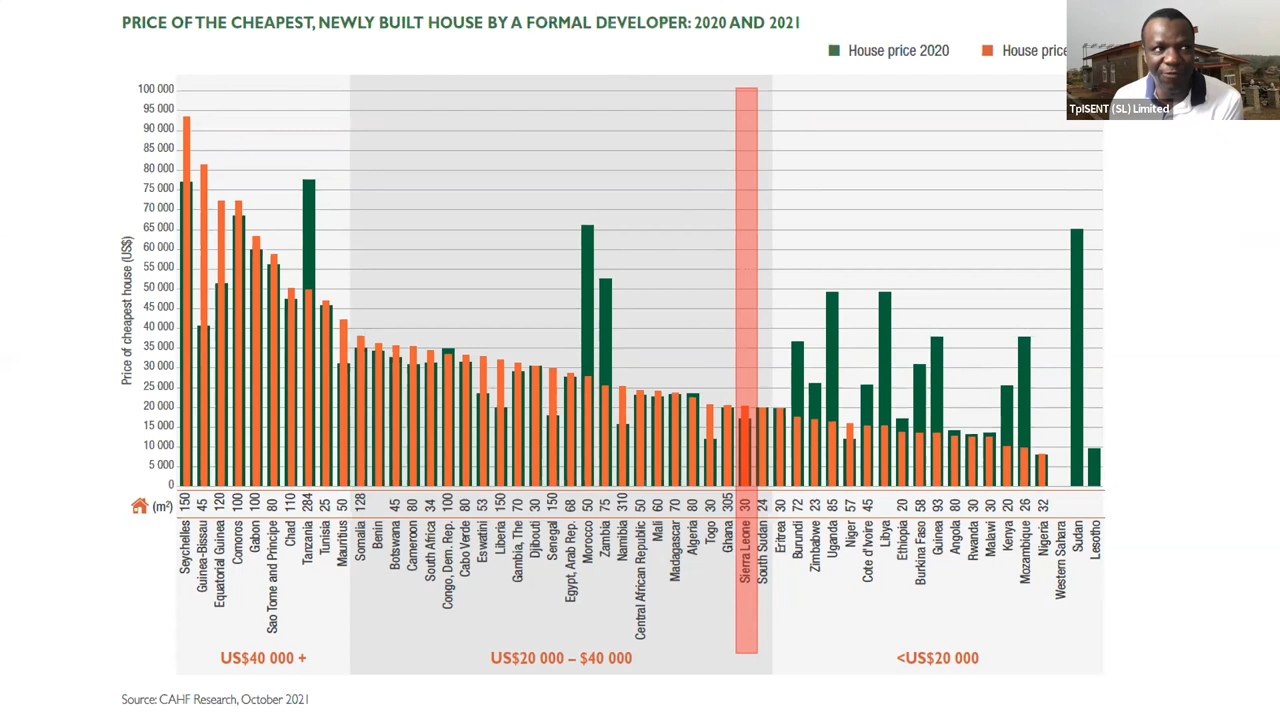 PRICE OF THE CHEAPEST, NEWLY BUILT HOUSE BY A FORMAL DEVELOPER: 2020 AND 2021
House price 2020
House price
TpISENT (SL) Limited
Price of cheapest house (US$)
100 000
95 000
90 000
85 000
80 000
75 000
70 000
65 000
60 000
55 000
50 000
45 000
40 000
35 000
30 000
25 000
20 000
15 000
10 000
5 000
0
(m²)
150
45
120
100
100
80
110
284
25
50
128
45
80
34
100
80
53
150
70
30
150
68
50
75
310
50
60
70
80
30
305
30
24
30
72
23
85
57
45
20
58
93
80
30
30
20
26
32
Seychelles
Guinea-Bissau
Equatorial Guinea
Comoros
Gabon
Sao Tome and Principe
Chad
Tanzania
Tunisia
Mauritius
Somalia
Benin
Botswana
Cameroon
South Africa
Congo, Dem. Rep.
Cabo Verde
Eswatini
Liberia
Gambia, The
Djibouti
Senegal
Egypt, Arab Rep.
Morocco
Zambia
Namibia
Central African Republic
Mali
Madagascar
Algeria
Togo
Ghana
Sierra Leone
South Sudan
Eritrea
Burundi
Zimbabwe
Uganda
Niger
Cote d'Ivoire
Libya
Ethiopia
Burkina Faso
Guinea
Angola
Rwanda
Malawi
Kenya
Mozambique
Nigeria
Western Sahara
Sudan
Lesotho
US$40 000 +
US$20 000 – $40 000
<US$20 000
Source: CAHF Research, October 2021